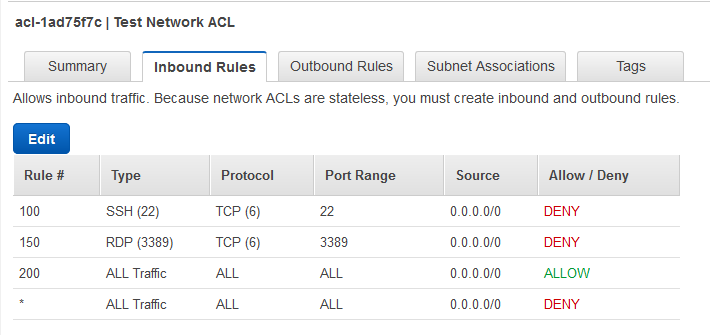 acl-1ad75f7c | Test Network ACL
Summary Inbound Rules Outbound Rules Subnet Associations Tags
Allows inbound traffic. Because network ACLs are stateless, you must create inbound and outbound rules.
Edit
Rule # Type Protocol Port Range Source Allow / Deny
100 SSH (22) TCP (6) 22 0.0.0.0/0 DENY
150 RDP (3389) TCP (6) 3389 0.0.0.0/0 DENY
200 ALL Traffic ALL ALL 0.0.0.0/0 ALLOW
* ALL Traffic ALL ALL 0.0.0.0/0 DENY